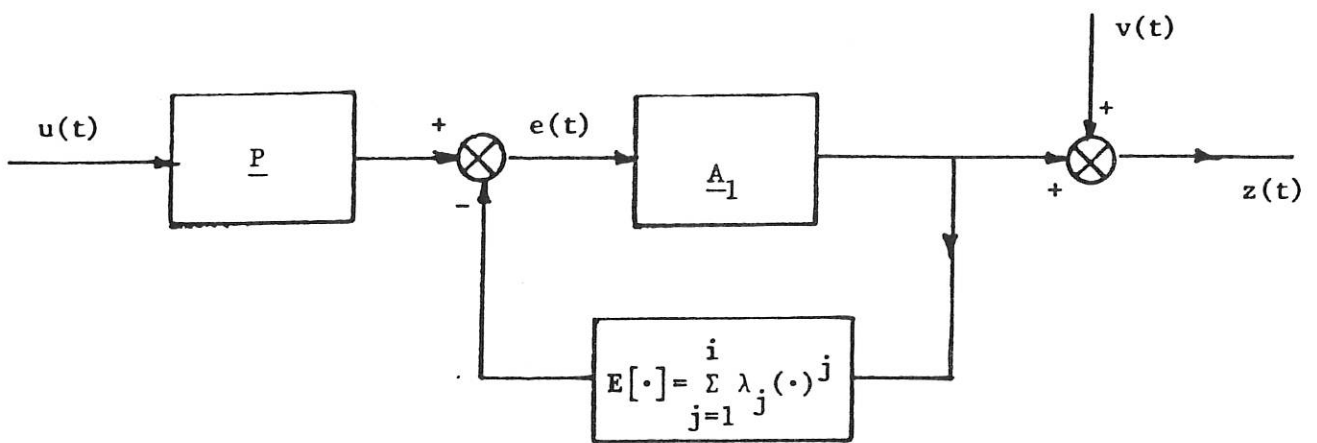 v(t)
u(t)
P
+
e(t)
A1
+
+
z(t)
-
E[·]= Σ λj(·)^j
i
j=1